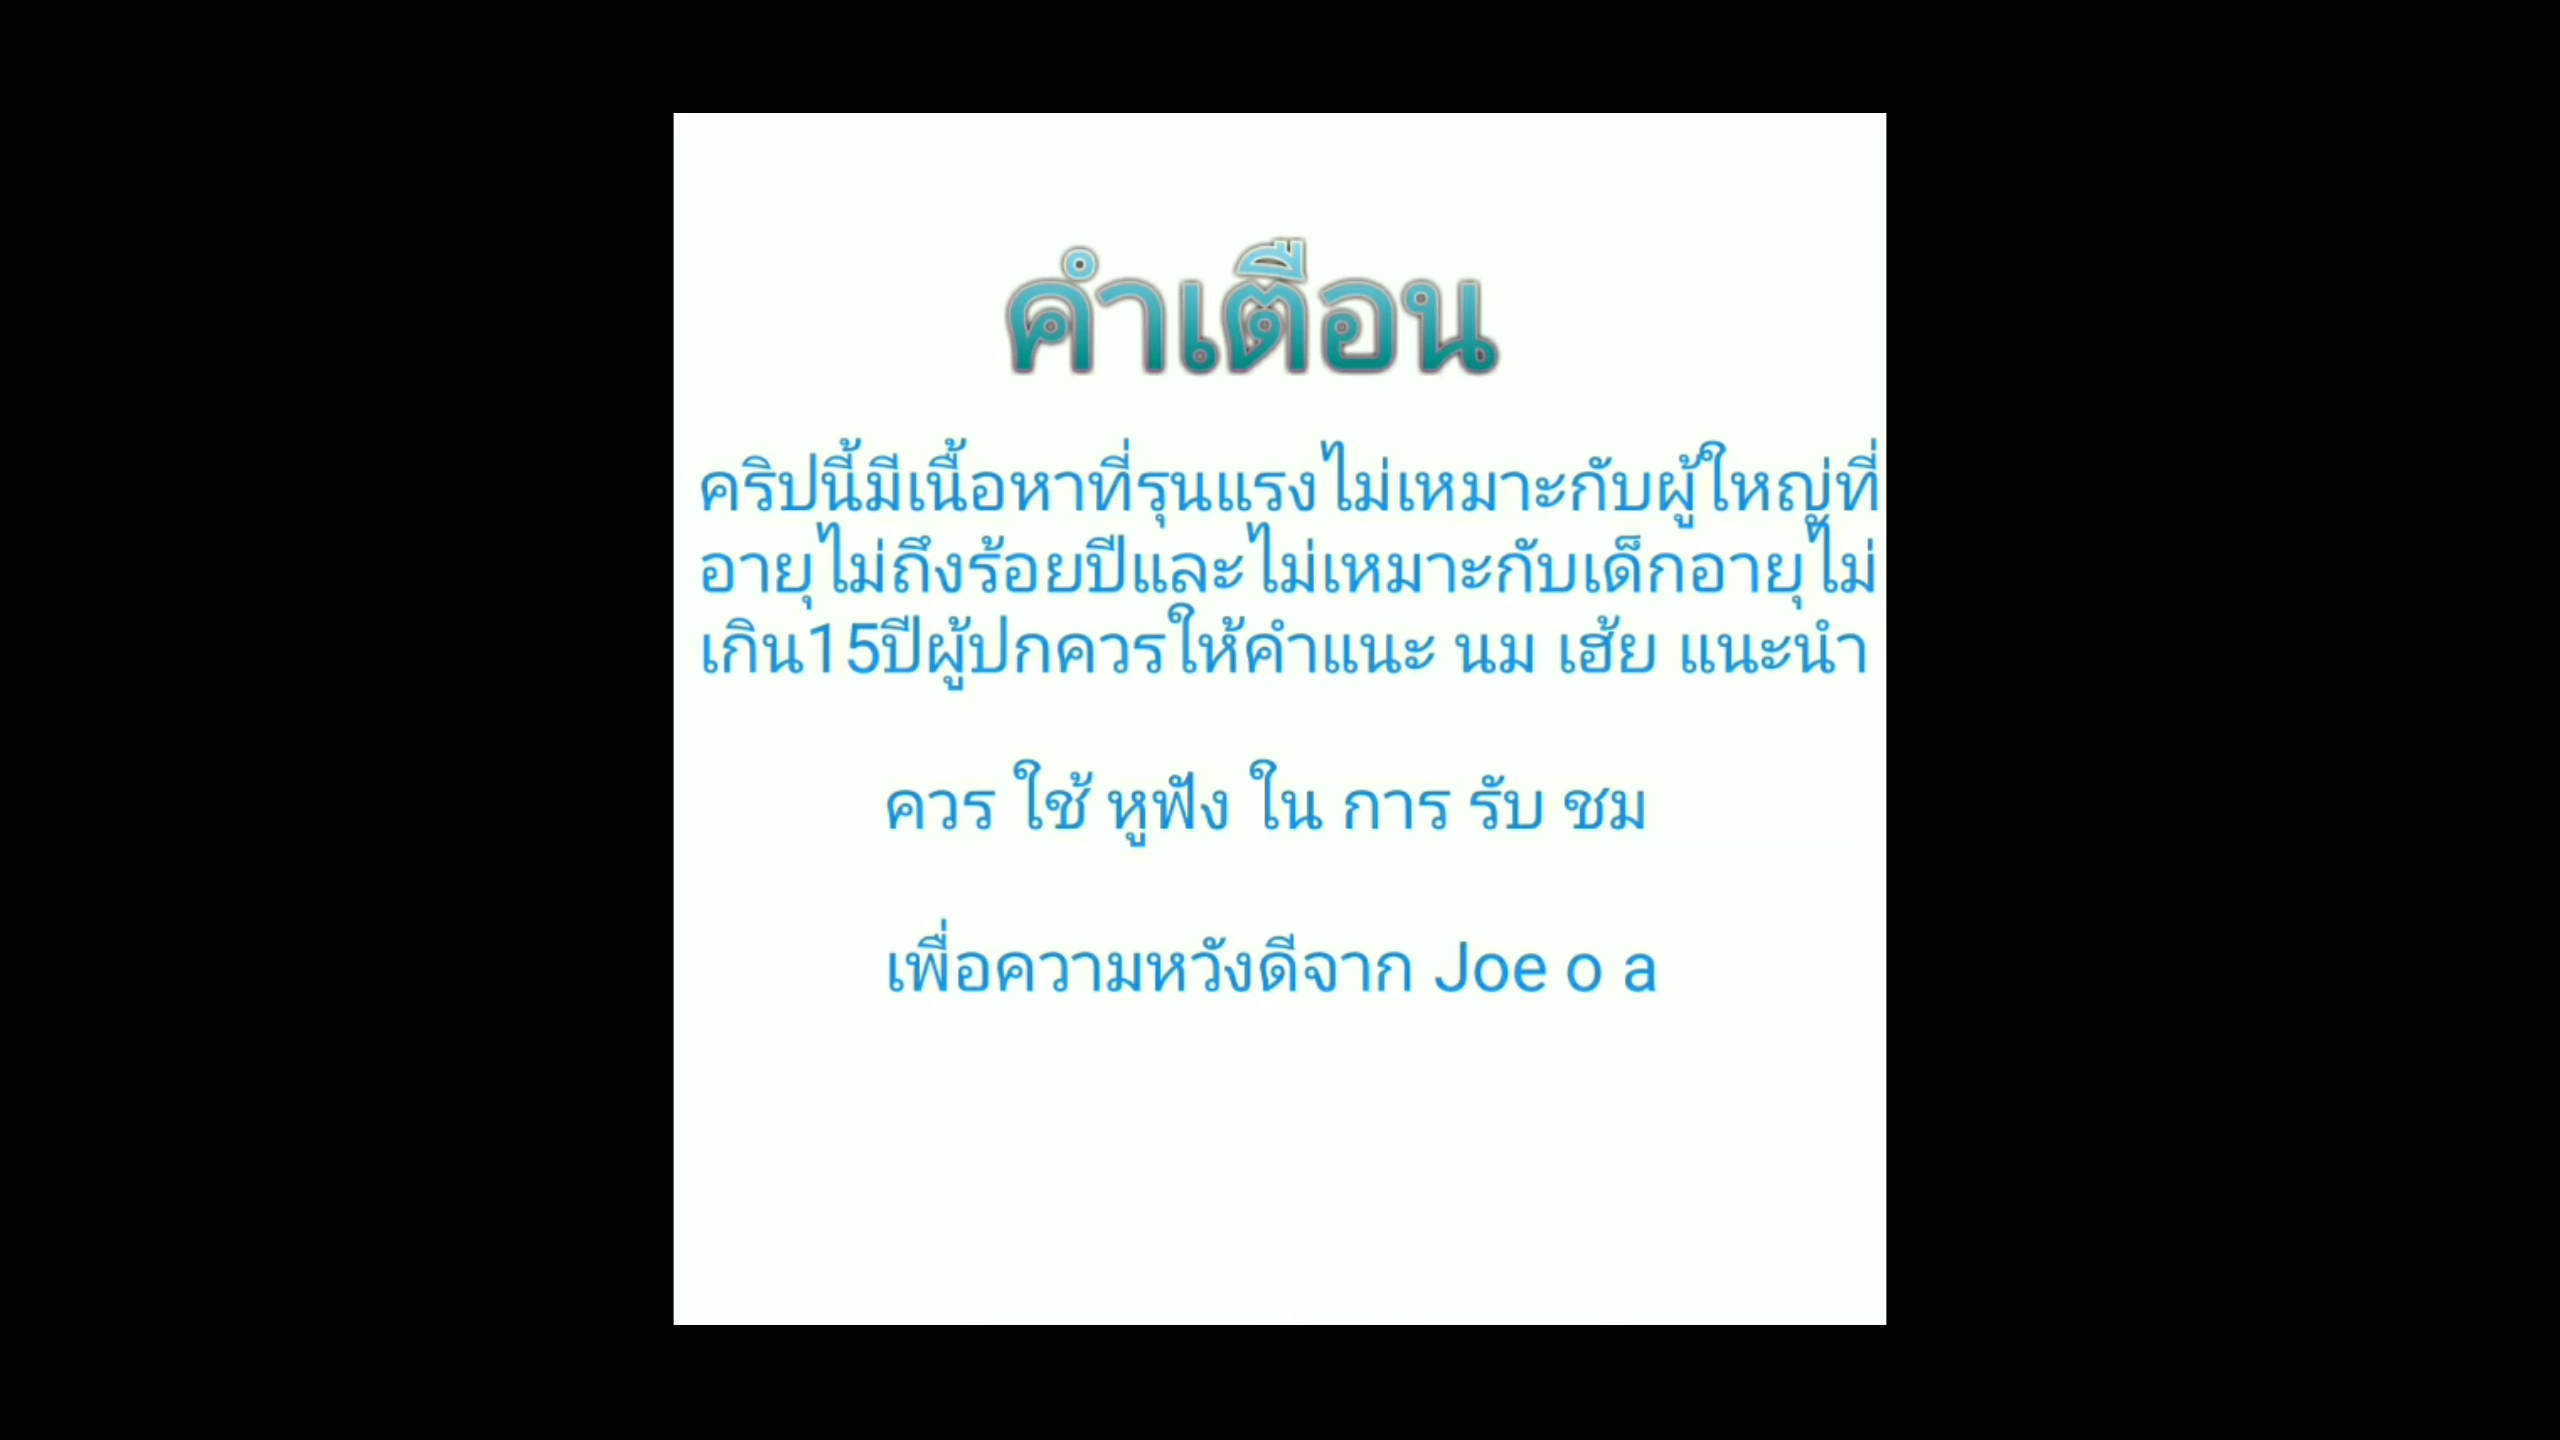 คำเตือน
คริปนี้มีเนื้อหาที่รุนแรงไม่เหมาะกับผู้ใหญ่ที่
อายุไม่ถึงร้อยปีและไม่เหมาะกับเด็กอายุไม่
เกิน15ปีผู้ปกควรให้คำแนะ นม เฮ้ย แนะนำ
ควร ใช้ หูฟัง ใน การ รับ ชม
เพื่อความหวังดีจาก Joe o a